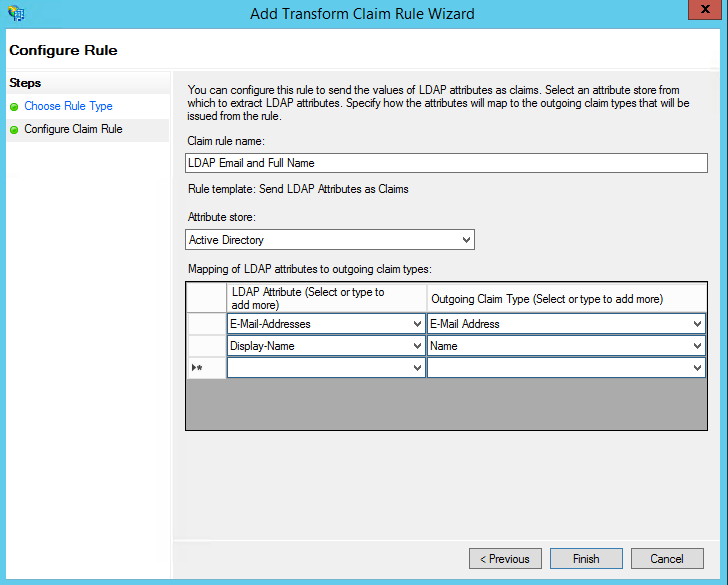 Add Transform Claim Rule Wizard
x
Configure Rule
Steps
Choose Rule Type
Configure Claim Rule
You can configure this rule to send the values of LDAP attributes as claims. Select an attribute store from
which to extract LDAP attributes. Specify how the attributes will map to the outgoing claim types that will be
issued from the rule.
Claim rule name:
LDAP Email and Full Name
Rule template: Send LDAP Attributes as Claims
Attribute store:
Active Directory
Mapping of LDAP attributes to outgoing claim types:
LDAP Attribute (Select or type to
add more)
Outgoing Claim Type (Select or type to add more)
E-Mail-Addresses
E-Mail Address
Display-Name
Name
< Previous
Finish
Cancel